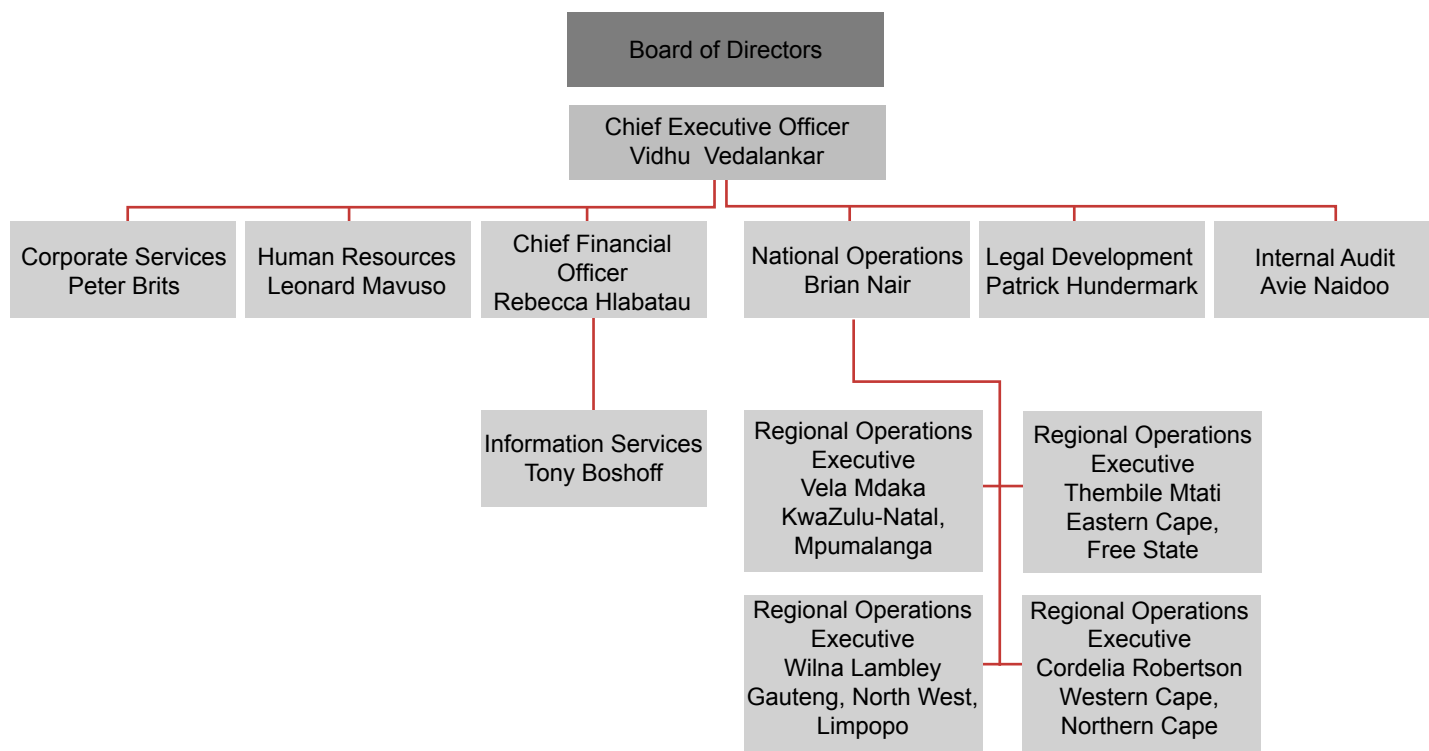 Board of Directors
Chief Executive Officer
Vidhu  Vedalankar
Corporate Services
Peter Brits
Human Resources
Leonard Mavuso
Chief Financial
Officer
Rebecca Hlabatau
National Operations
Brian Nair
Legal Development
Patrick Hundermark
Internal Audit
Avie Naidoo
Information Services
Tony Boshoff
Regional Operations
Executive
Vela Mdaka
KwaZulu-Natal,
Mpumalanga
Regional Operations
Executive
Thembile Mtati
Eastern Cape,
Free State
Regional Operations
Executive
Wilna Lambley
Gauteng, North West,
Limpopo
Regional Operations
Executive
Cordelia Robertson
Western Cape,
Northern Cape